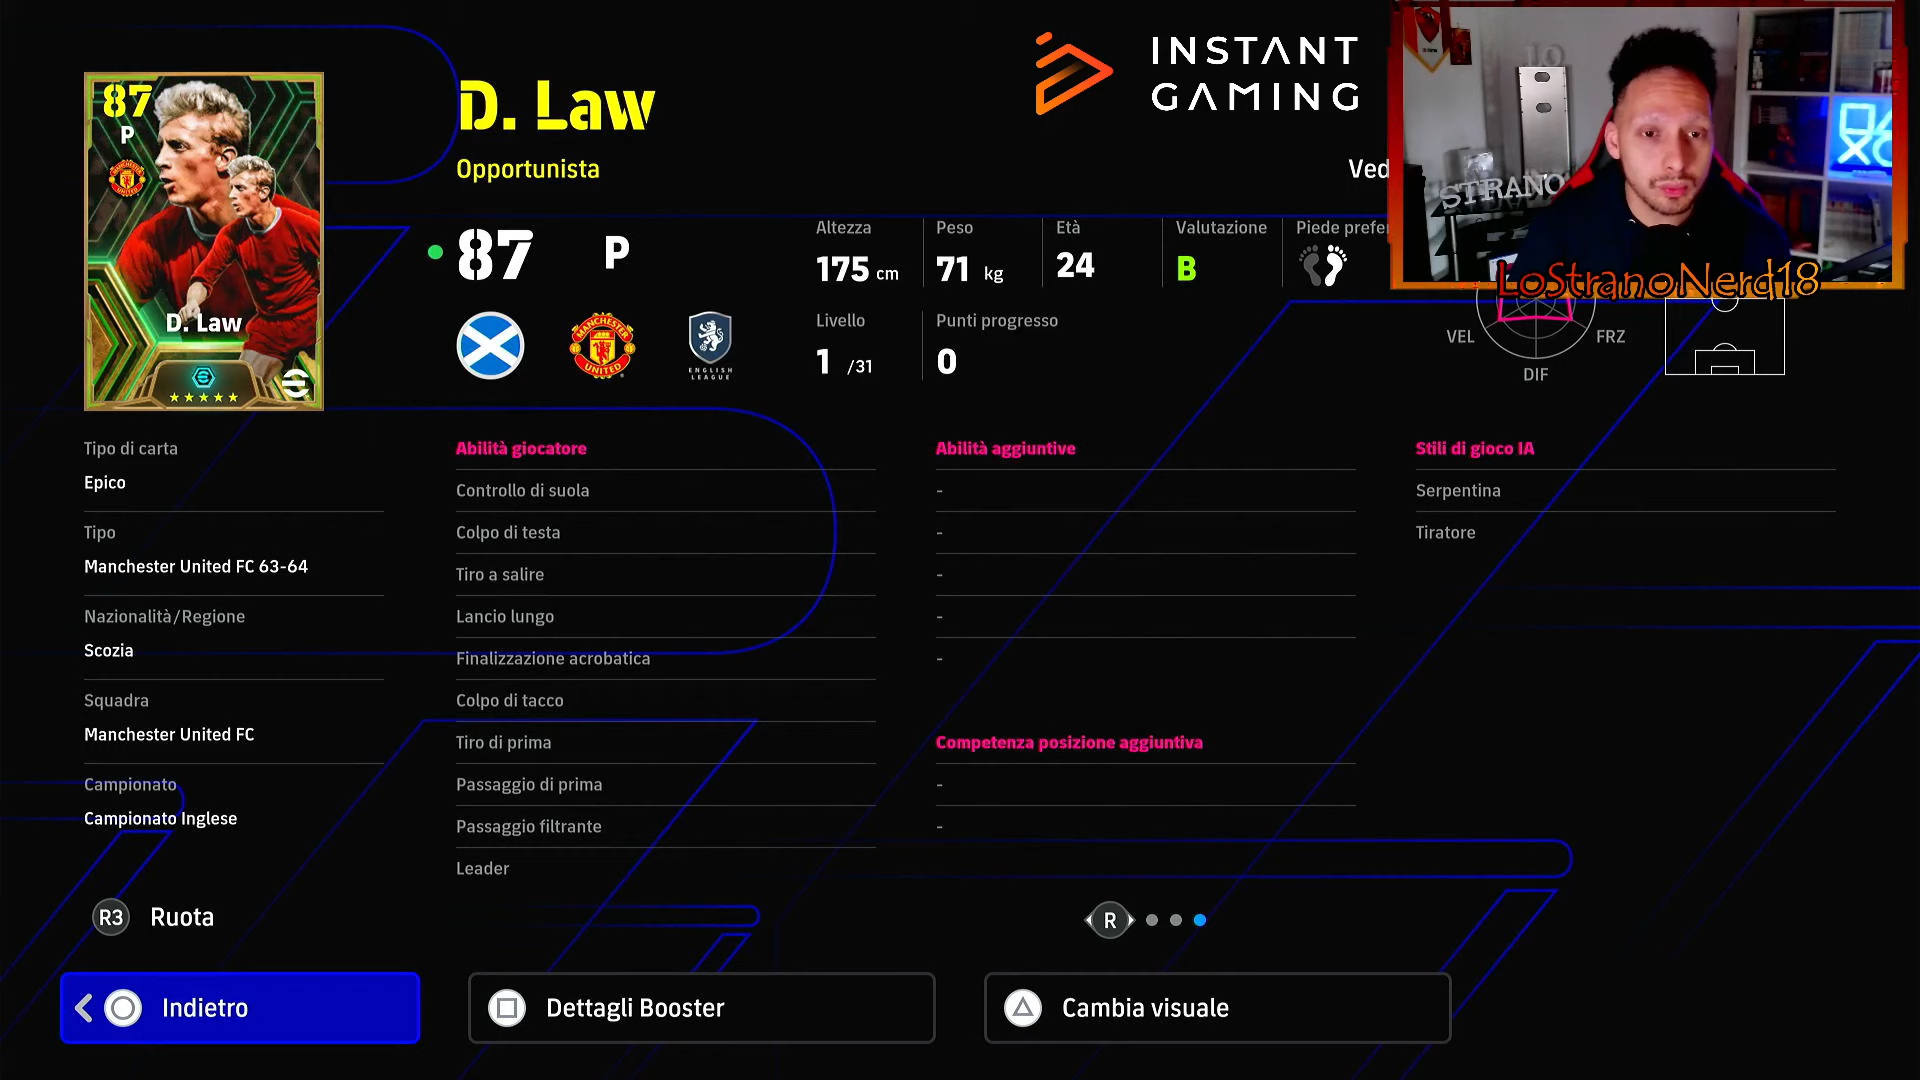 87
P
D. Law
D. Law
Opportunista
INSTANT
GAMING
Ved
STRANO
LoStranoNerd18
87
P
Altezza
175 cm
Peso
71 kg
Età
24
Valutazione
B
Piede prefer
MANCHESTER
UNITED
ENGLISH
LEAGUE
Livello
1 /31
Punti progresso
0
VEL
FRZ
DIF
Tipo di carta
Epico
Tipo
Manchester United FC 63-64
Nazionalità/Regione
Scozia
Squadra
Manchester United FC
Campionato
Campionato Inglese
Abilità giocatore
Controllo di suola
Colpo di testa
Tiro a salire
Lancio lungo
Finalizzazione acrobatica
Colpo di tacco
Tiro di prima
Passaggio di prima
Passaggio filtrante
Leader
Abilità aggiuntive
-
-
-
-
-
Competenza posizione aggiuntiva
-
-
Stili di gioco IA
Serpentina
Tiratore
R3 Ruota
R
Indietro
Dettagli Booster
Cambia visuale